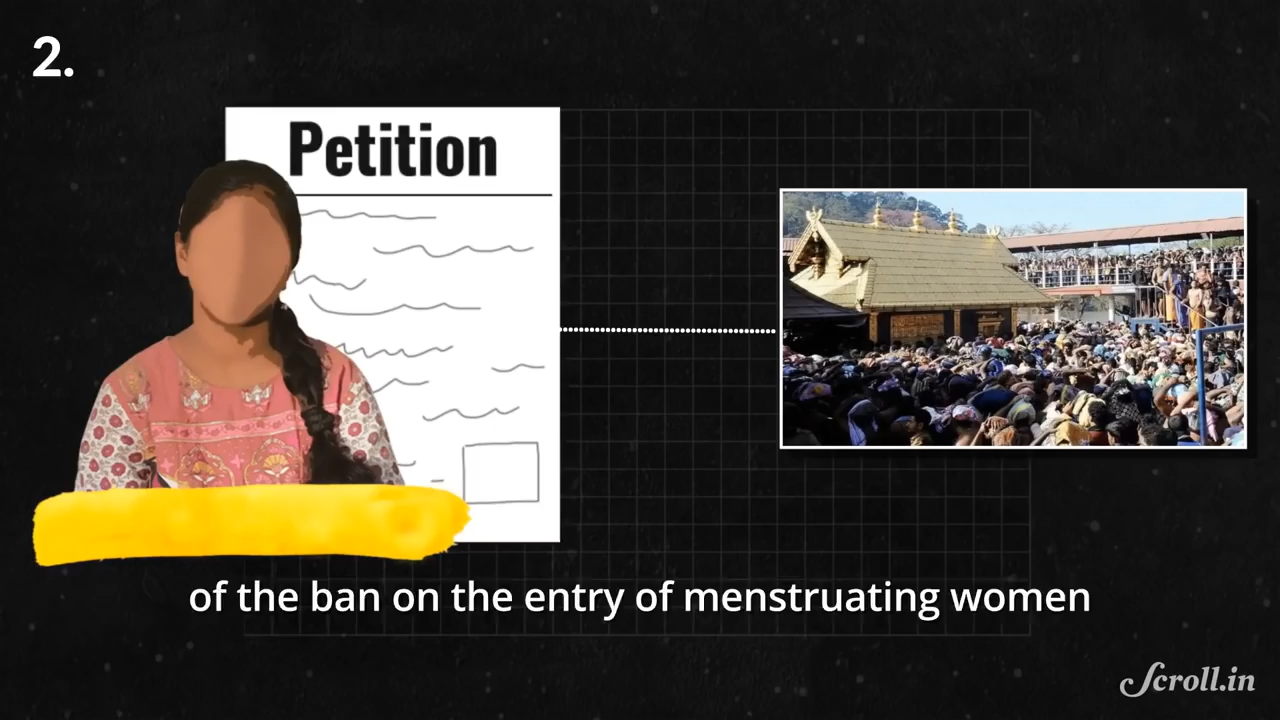 2.
Petition
of the ban on the entry of menstruating women
Scroll.in